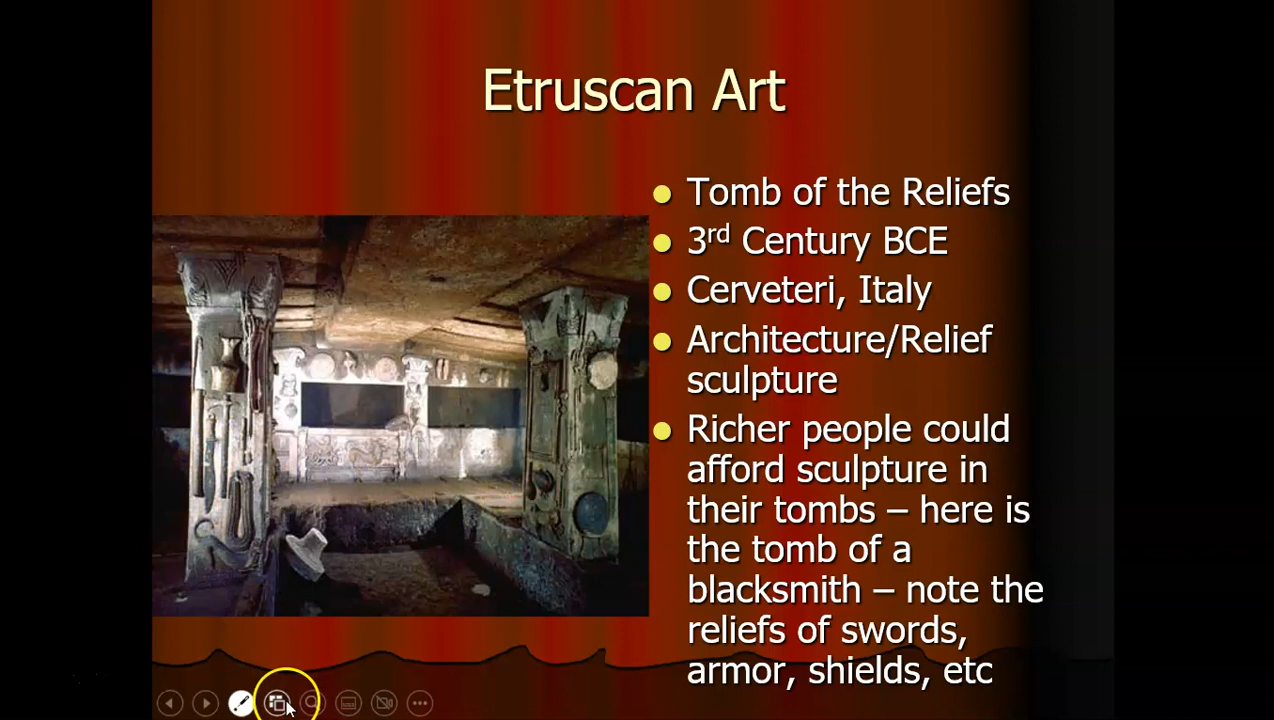 Etruscan Art
Tomb of the Reliefs
3rd Century BCE
Cerveteri, Italy
Architecture/Relief
sculpture
Richer people could
afford sculpture in
their tombs – here is
the tomb of a
blacksmith – note the
reliefs of swords,
armor, shields, etc